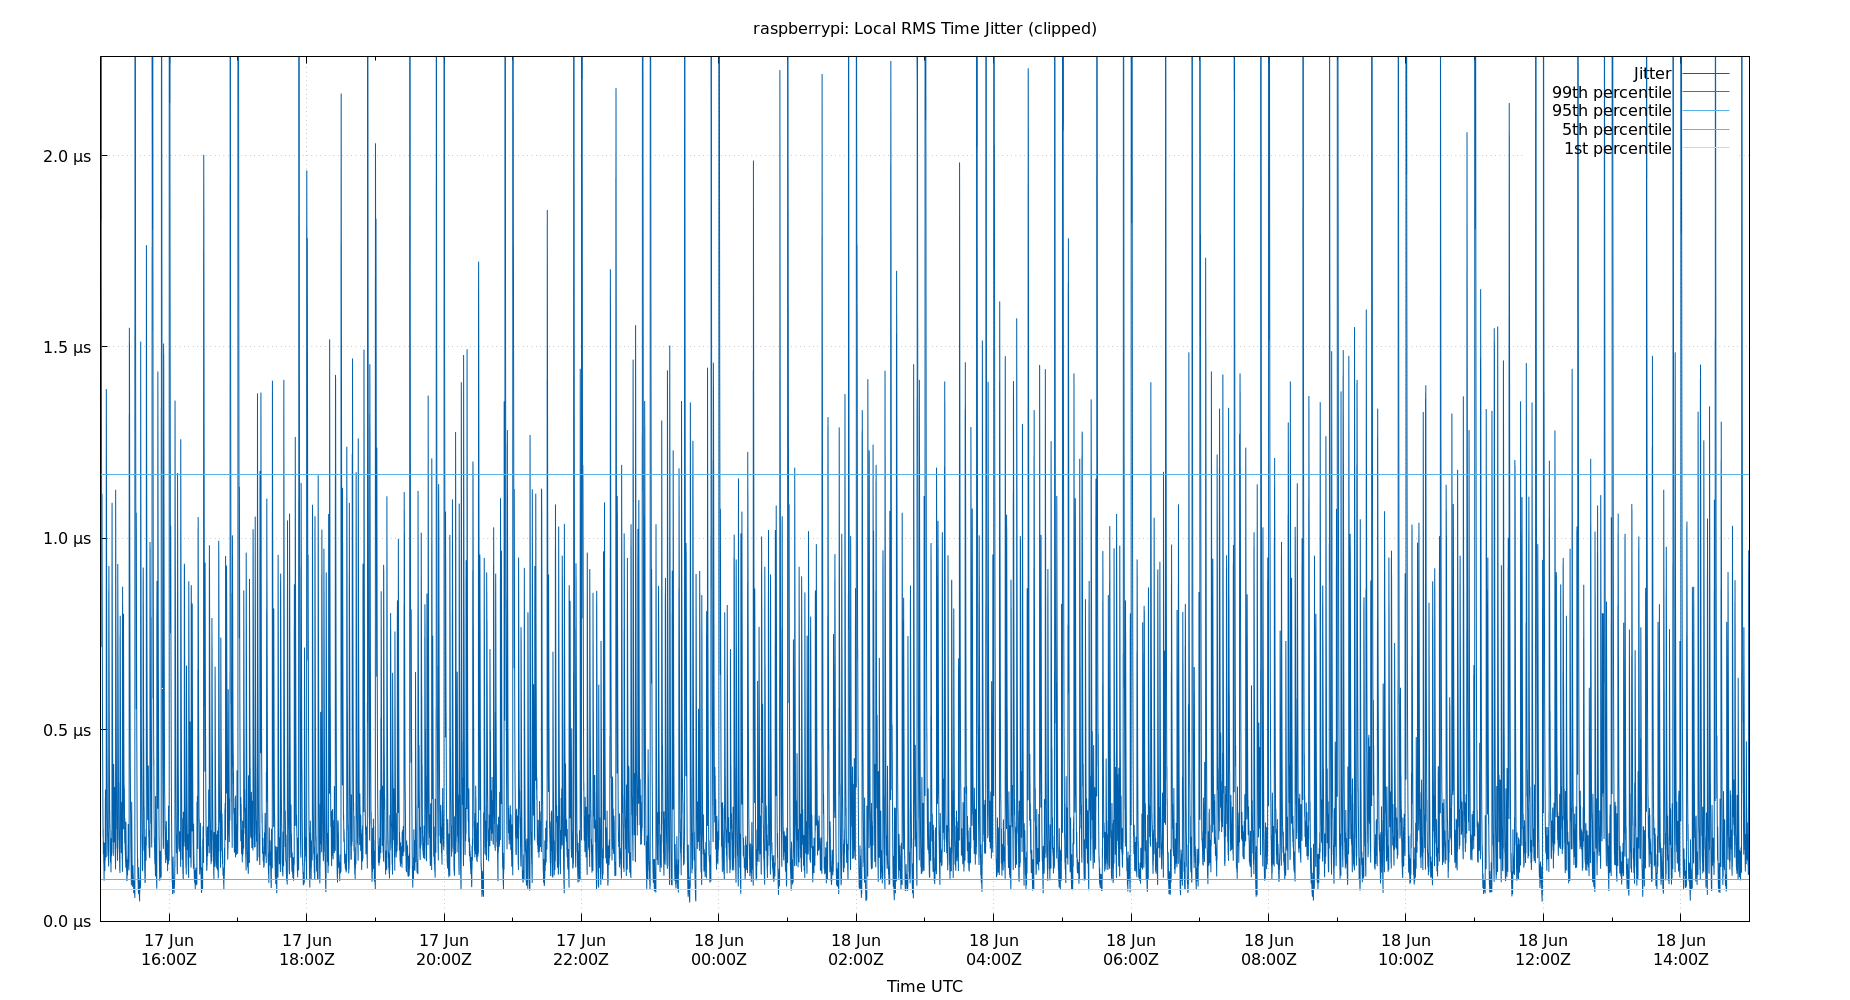 raspberrypi: Local RMS Time Jitter (clipped)
Jitter
99th percentile
95th percentile
5th percentile
1st percentile
2.0 µs
1.5 µs
1.0 µs
0.5 µs
0.0 µs
17 Jun 17 Jun 17 Jun 17 Jun 18 Jun 18 Jun 18 Jun 18 Jun 18 Jun 18 Jun 18 Jun 18 Jun
16:00Z 18:00Z 20:00Z 22:00Z 00:00Z 02:00Z 04:00Z 06:00Z 08:00Z 10:00Z 12:00Z 14:00Z
Time UTC